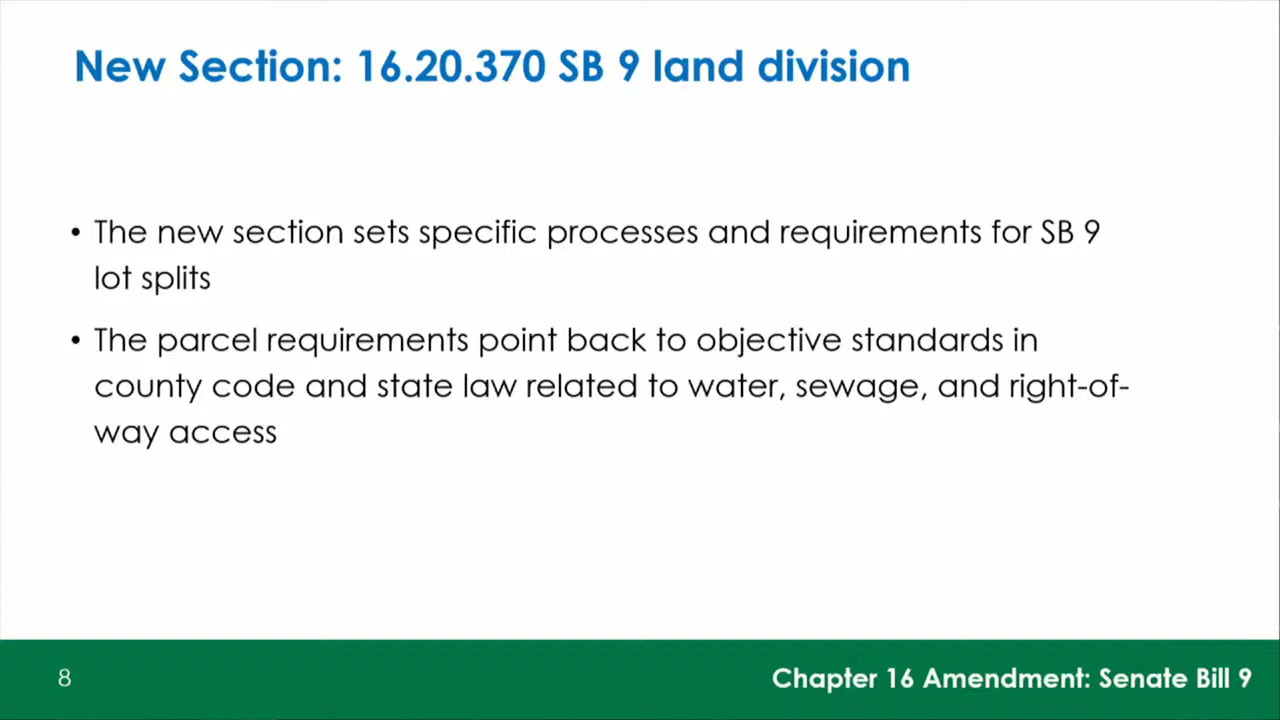 New Section: 16.20.370 SB 9 land division
• The new section sets specific processes and requirements for SB 9
lot splits
• The parcel requirements point back to objective standards in
county code and state law related to water, sewage, and right-of-
way access
8
Chapter 16 Amendment: Senate Bill 9